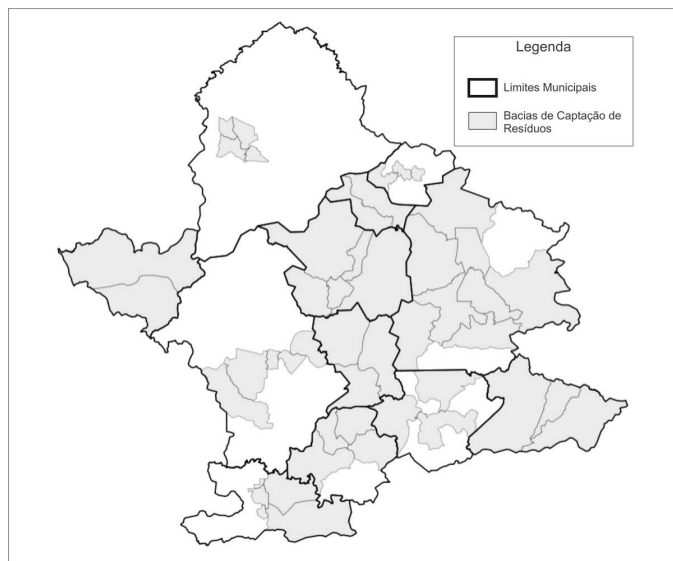 Legenda
Limites Municipais
Bacias de Captação de
Resíduos